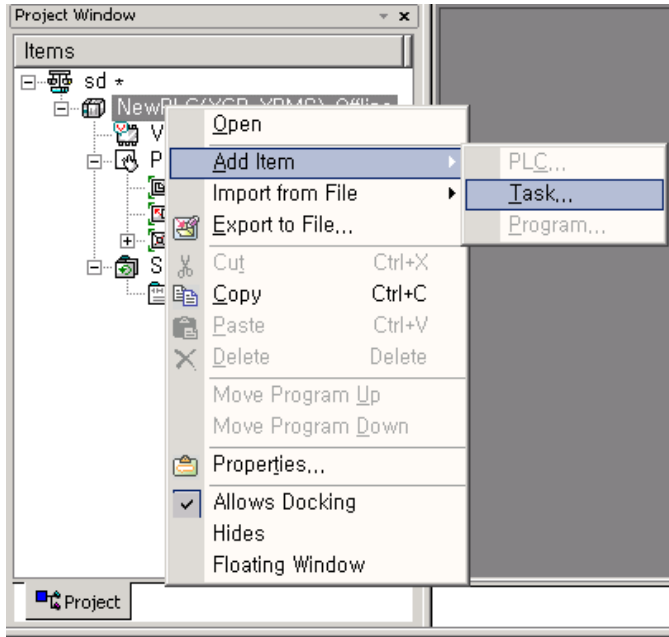 Project Window
Items
sd *
NewPLC(XGB-XBMS)-Offline
V
Open
P
Add Item
PLC...
Import from File
Task...
Export to File...
Program...
S
Cut Ctrl+X
Copy Ctrl+C
Paste Ctrl+V
Delete Delete
Move Program Up
Move Program Down
Properties...
Allows Docking
Hides
Floating Window
Project